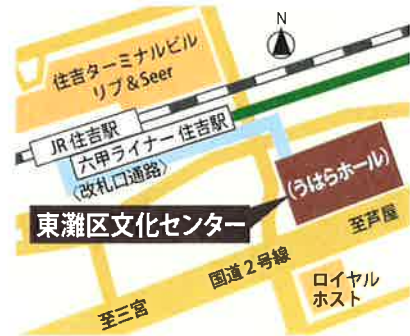 N
住吉ターミナルビル
リブ&Seer
JR住吉駅
六甲ライナー住吉駅
〈改札口通路〉
(うはらホール)
東灘区文化センター
至芦屋
国道2号線
至三宮
ロイヤル
ホスト